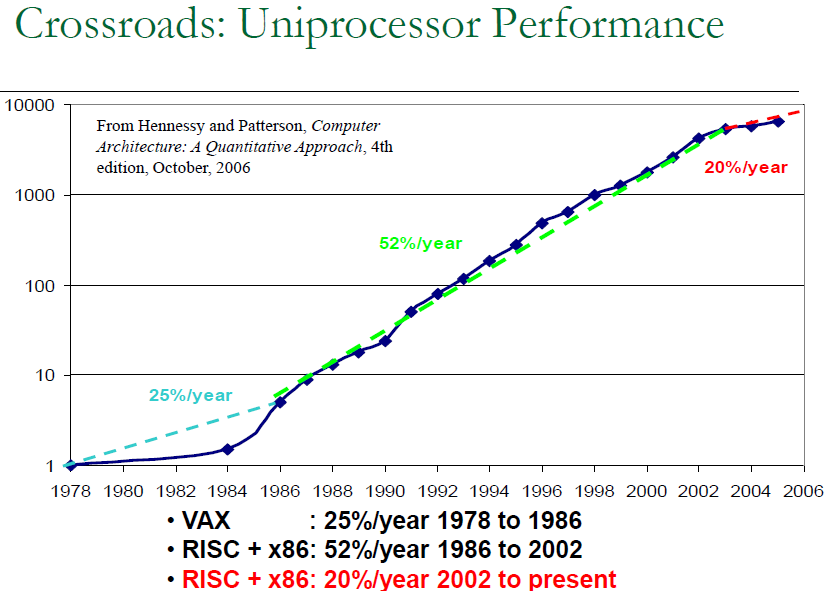 Crossroads: Uniprocessor Performance
10000
From Hennessy and Patterson, Computer
Architecture: A Quantitative Approach, 4th
edition, October, 2006
20%/year
1000
52%/year
100
25%/year
10
1
1978 1980 1982 1984 1986 1988 1990 1992 1994 1996 1998 2000 2002 2004 2006
• VAX : 25%/year 1978 to 1986
• RISC + x86: 52%/year 1986 to 2002
• RISC + x86: 20%/year 2002 to present